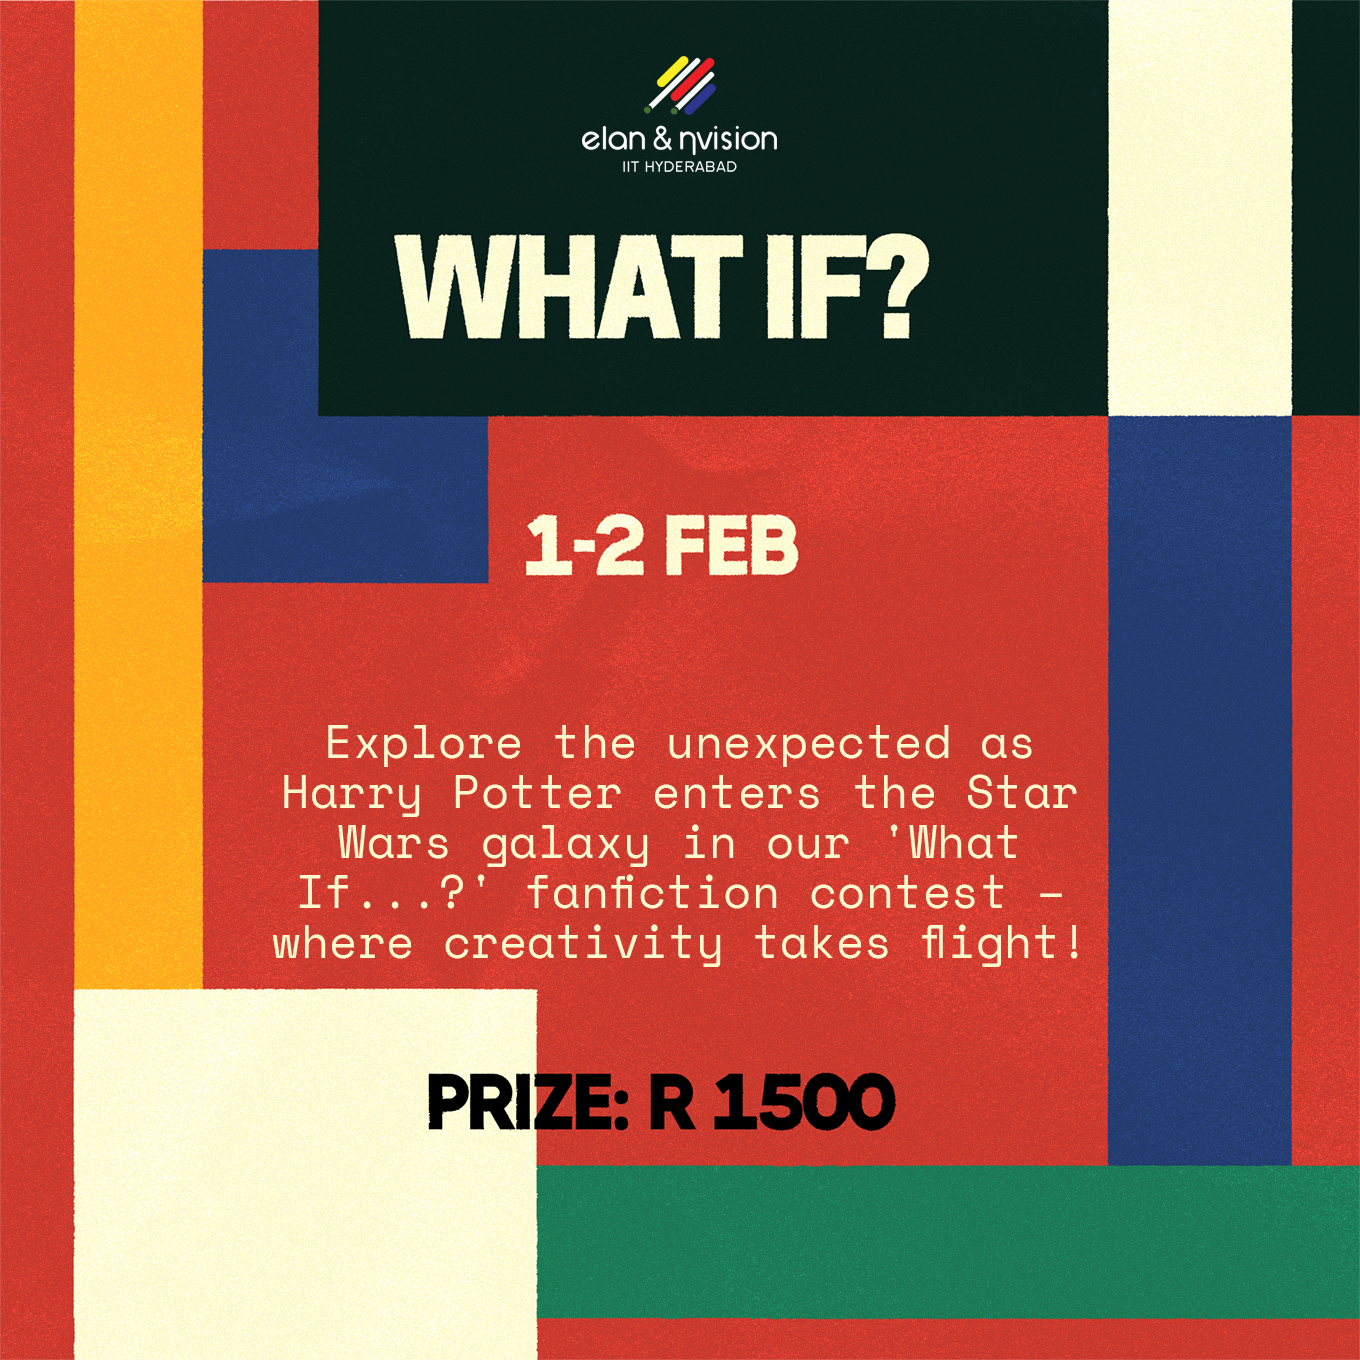 elan & ηvision
IIT HYDERABAD
WHAT IF?
1-2 FEB
Explore the unexpected as
Harry Potter enters the Star
Wars galaxy in our 'What
If...?' fanfiction contest –
where creativity takes flight!
PRIZE: R 1500